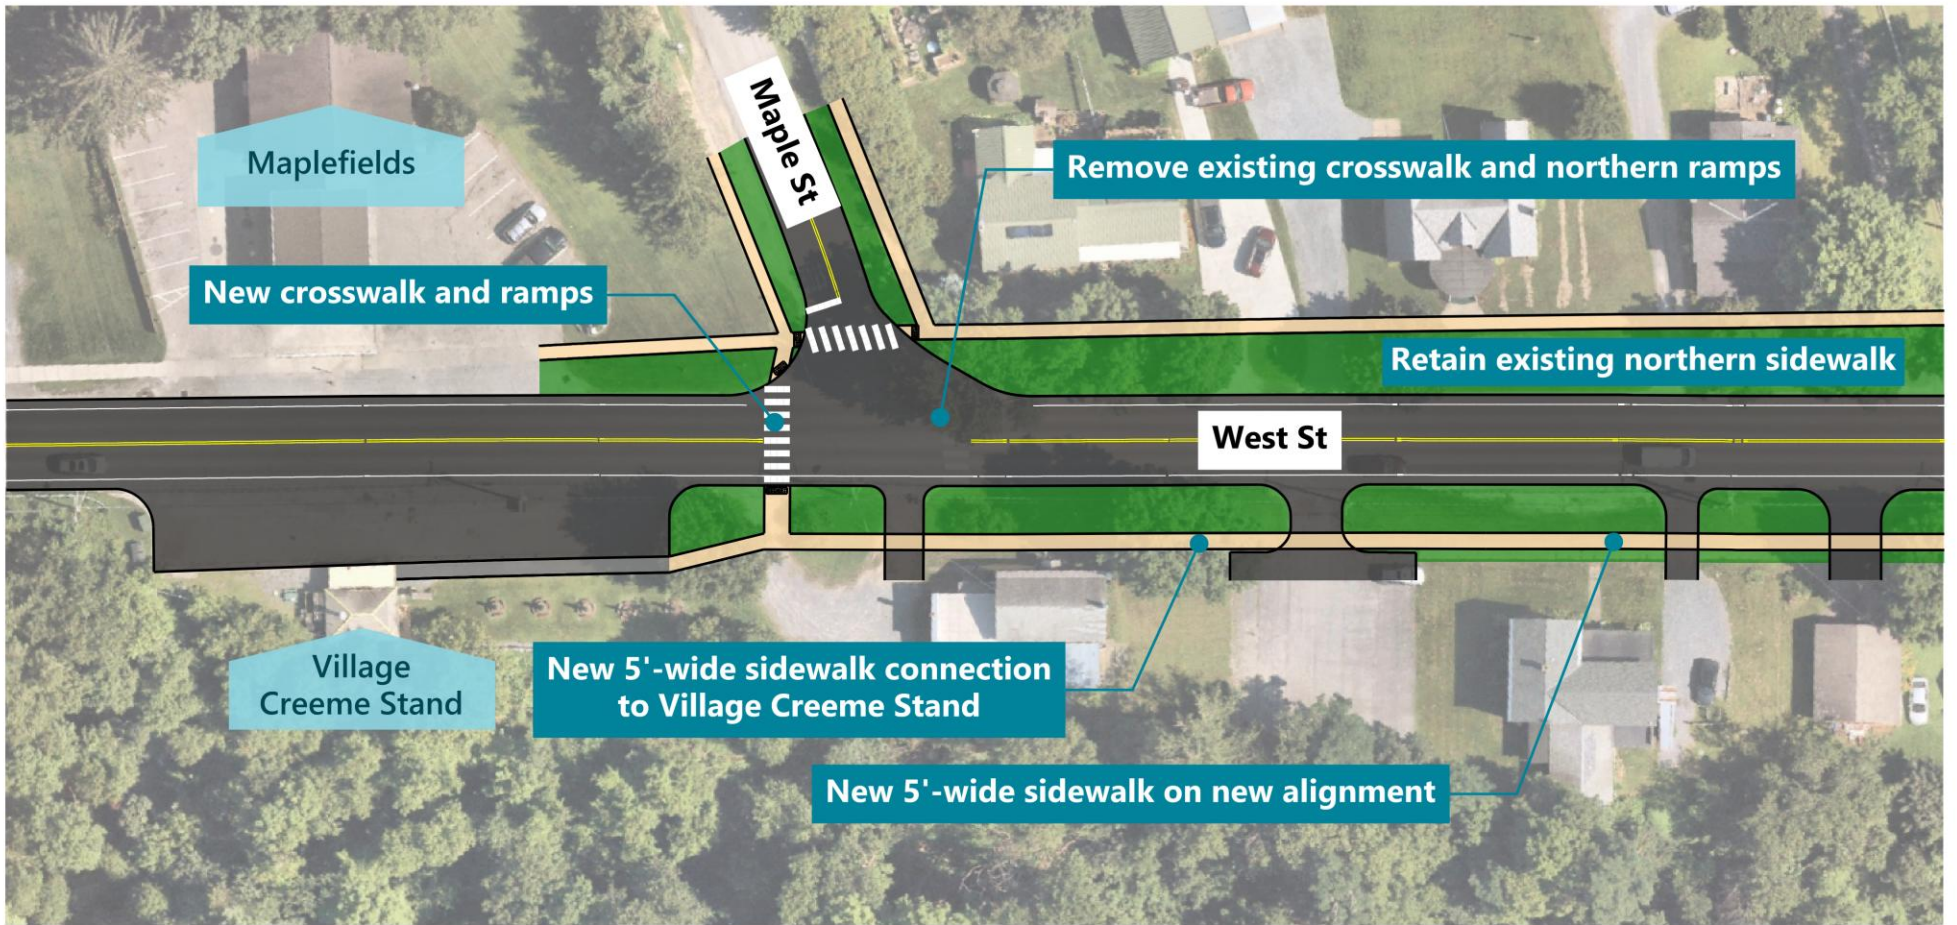 Maple St
Maplefields
Remove existing crosswalk and northern ramps
New crosswalk and ramps
Retain existing northern sidewalk
West St
Village
Creeme Stand
New 5'-wide sidewalk connection
to Village Creeme Stand
New 5'-wide sidewalk on new alignment